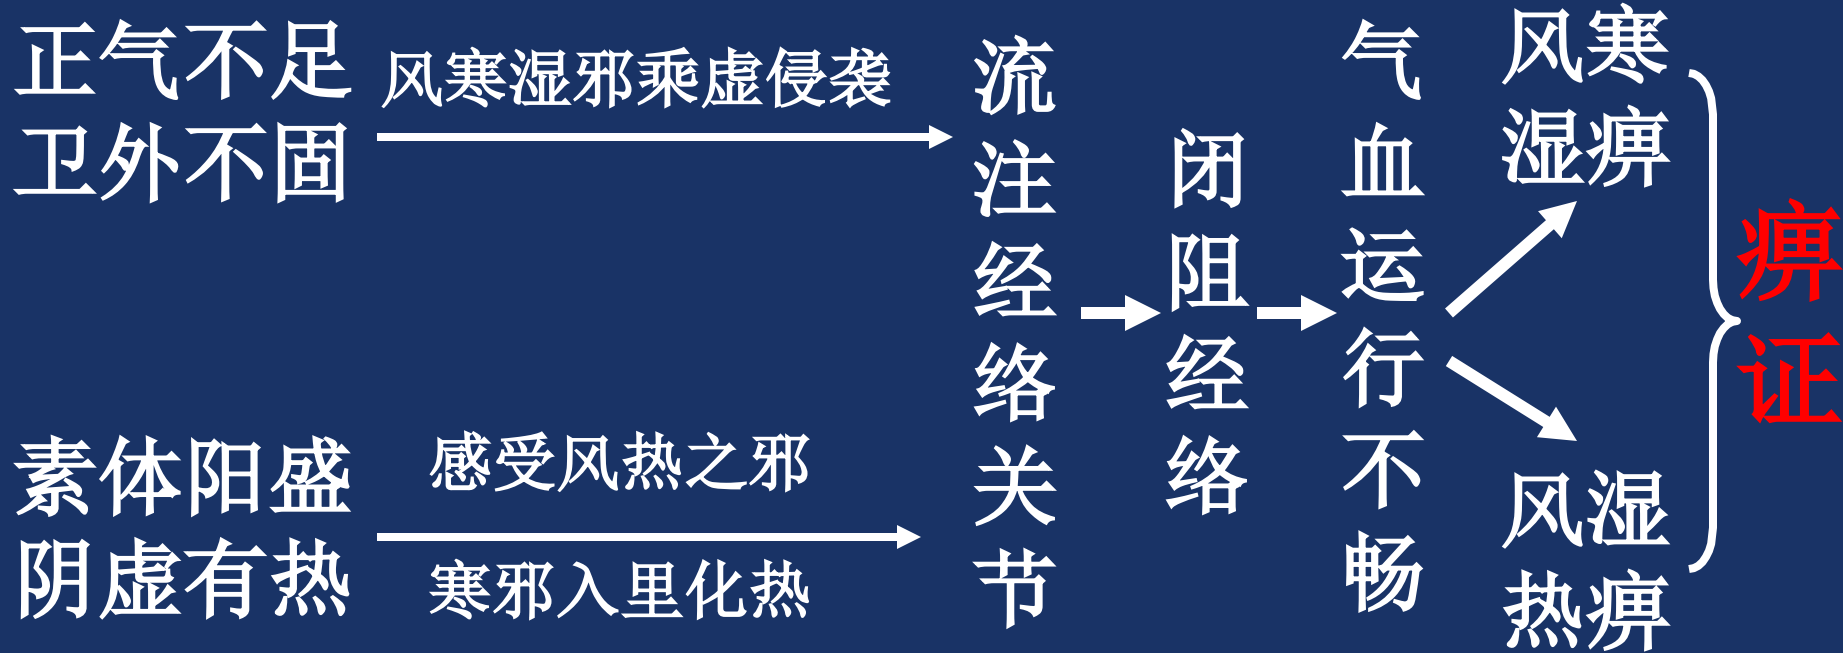 正气不足
卫外不固
风寒湿邪乘虚侵袭
素体阳盛
阴虚有热
感受风热之邪
寒邪入里化热
流注经络关节
闭阻经络
气血运行不畅
风寒
湿痹
风湿
热痹
痹证